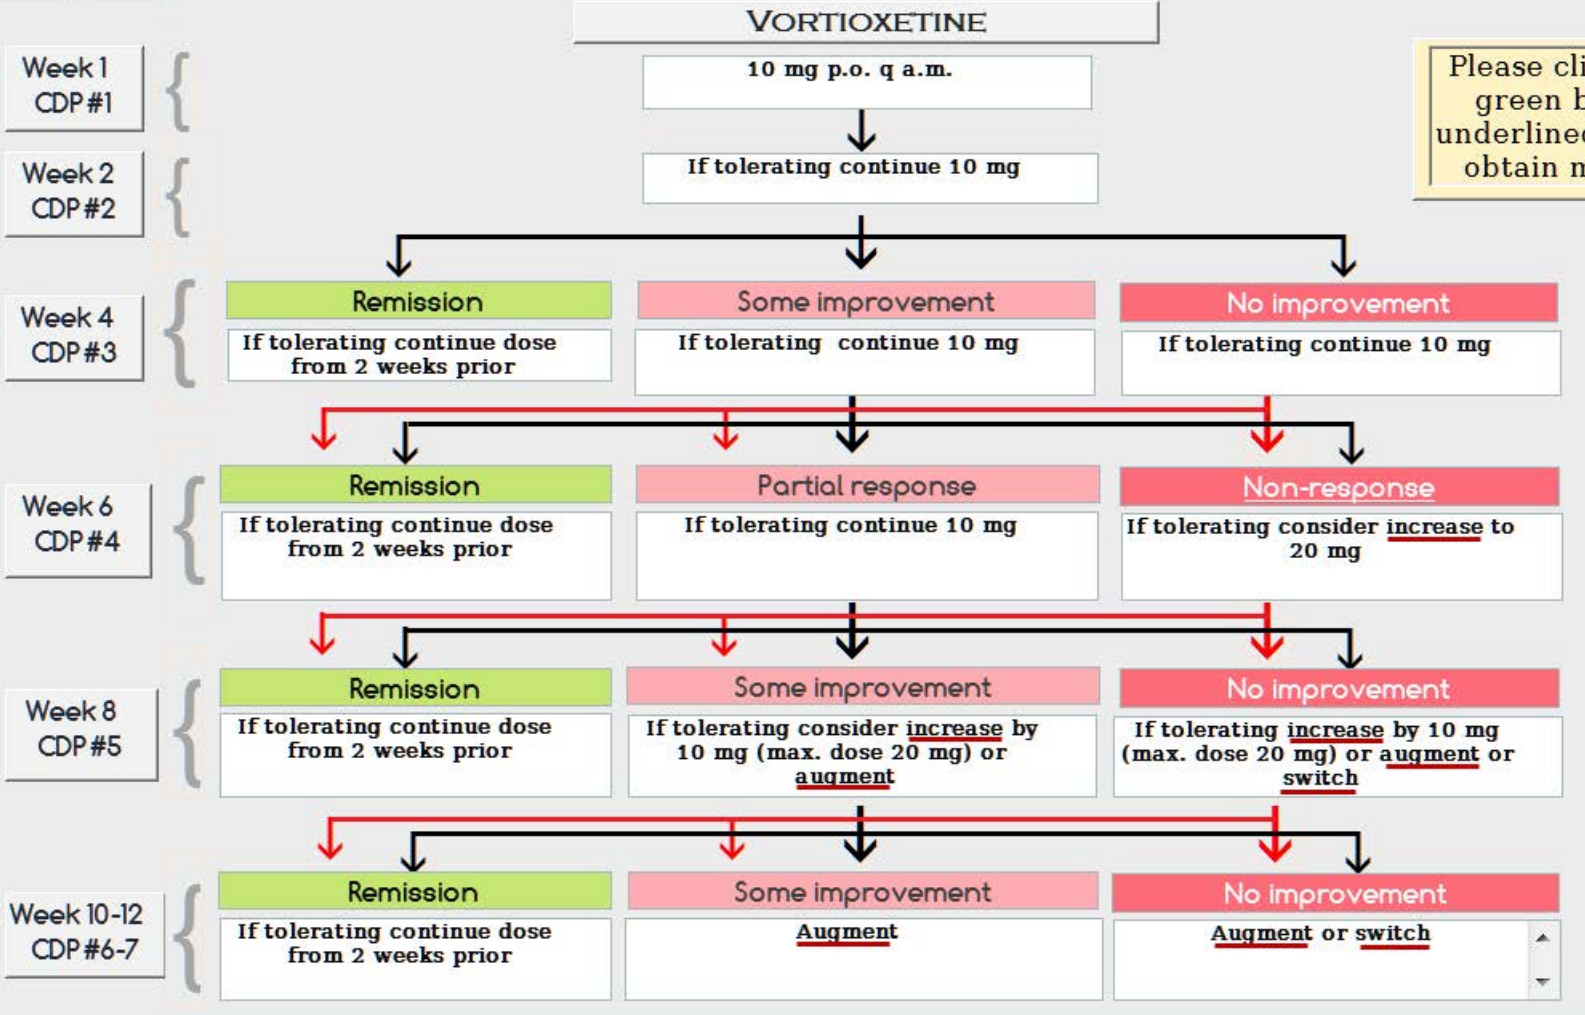 VORTIOXETINE
Week 1
CDP #1
10 mg p.o. q a.m.
Please
green
obtain
Week 2
CDP #2
If tolerating continue 10 mg
Week 4
CDP #3
Remission
If tolerating continue dose
from 2 weeks prior
Some improvement
If tolerating continue 10 mg
No improvement
If tolerating continue 10 mg
Week 6
CDP #4
Remission
If tolerating continue dose
from 2 weeks prior
Partial response
If tolerating continue 10 mg
Non-response
If tolerating consider increase to
20 mg
Week 8
CDP #5
Remission
If tolerating continue dose
from 2 weeks prior
Some improvement
If tolerating consider increase by
10 mg (max. dose 20 mg) or
augment
No improvement
If tolerating increase by 10 mg
(max. dose 20 mg) or augment or
switch
Week 10-12
CDP #6-7
Remission
If tolerating continue dose
from 2 weeks prior
Some improvement
Augment
No improvement
Augment or switch